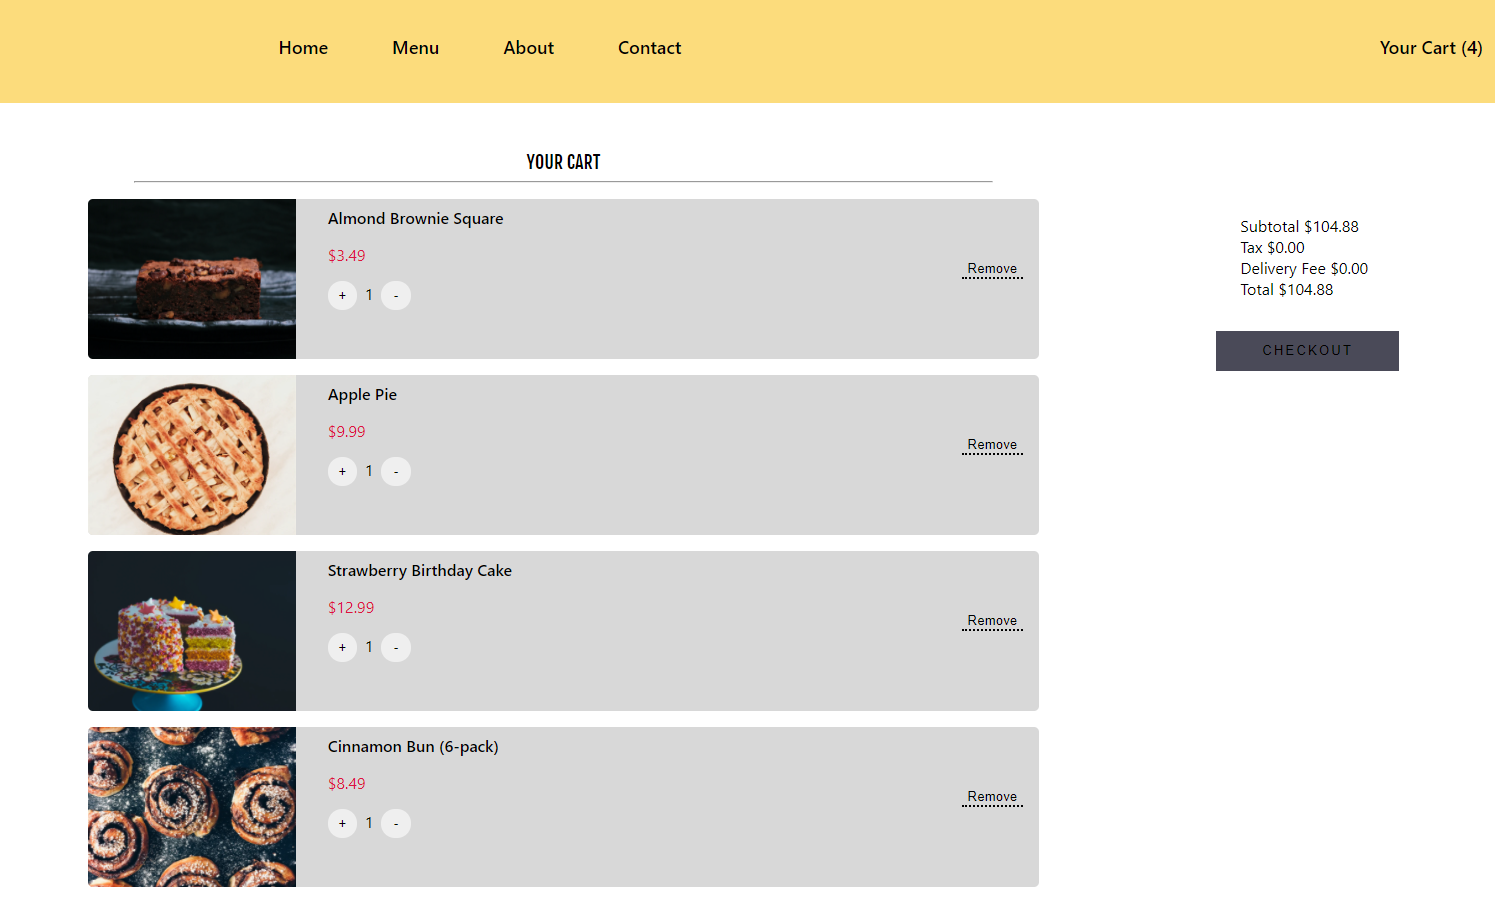 Home Menu About Contact Your Cart (4)
YOUR CART
Almond Brownie Square
$3.49
+ 1 -
Remove
Apple Pie
$9.99
+ 1 -
Remove
Strawberry Birthday Cake
$12.99
+ 1 -
Remove
Cinnamon Bun (6-pack)
$8.49
+ 1 -
Remove
Subtotal $104.88
Tax $0.00
Delivery Fee $0.00
Total $104.88
CHECKOUT